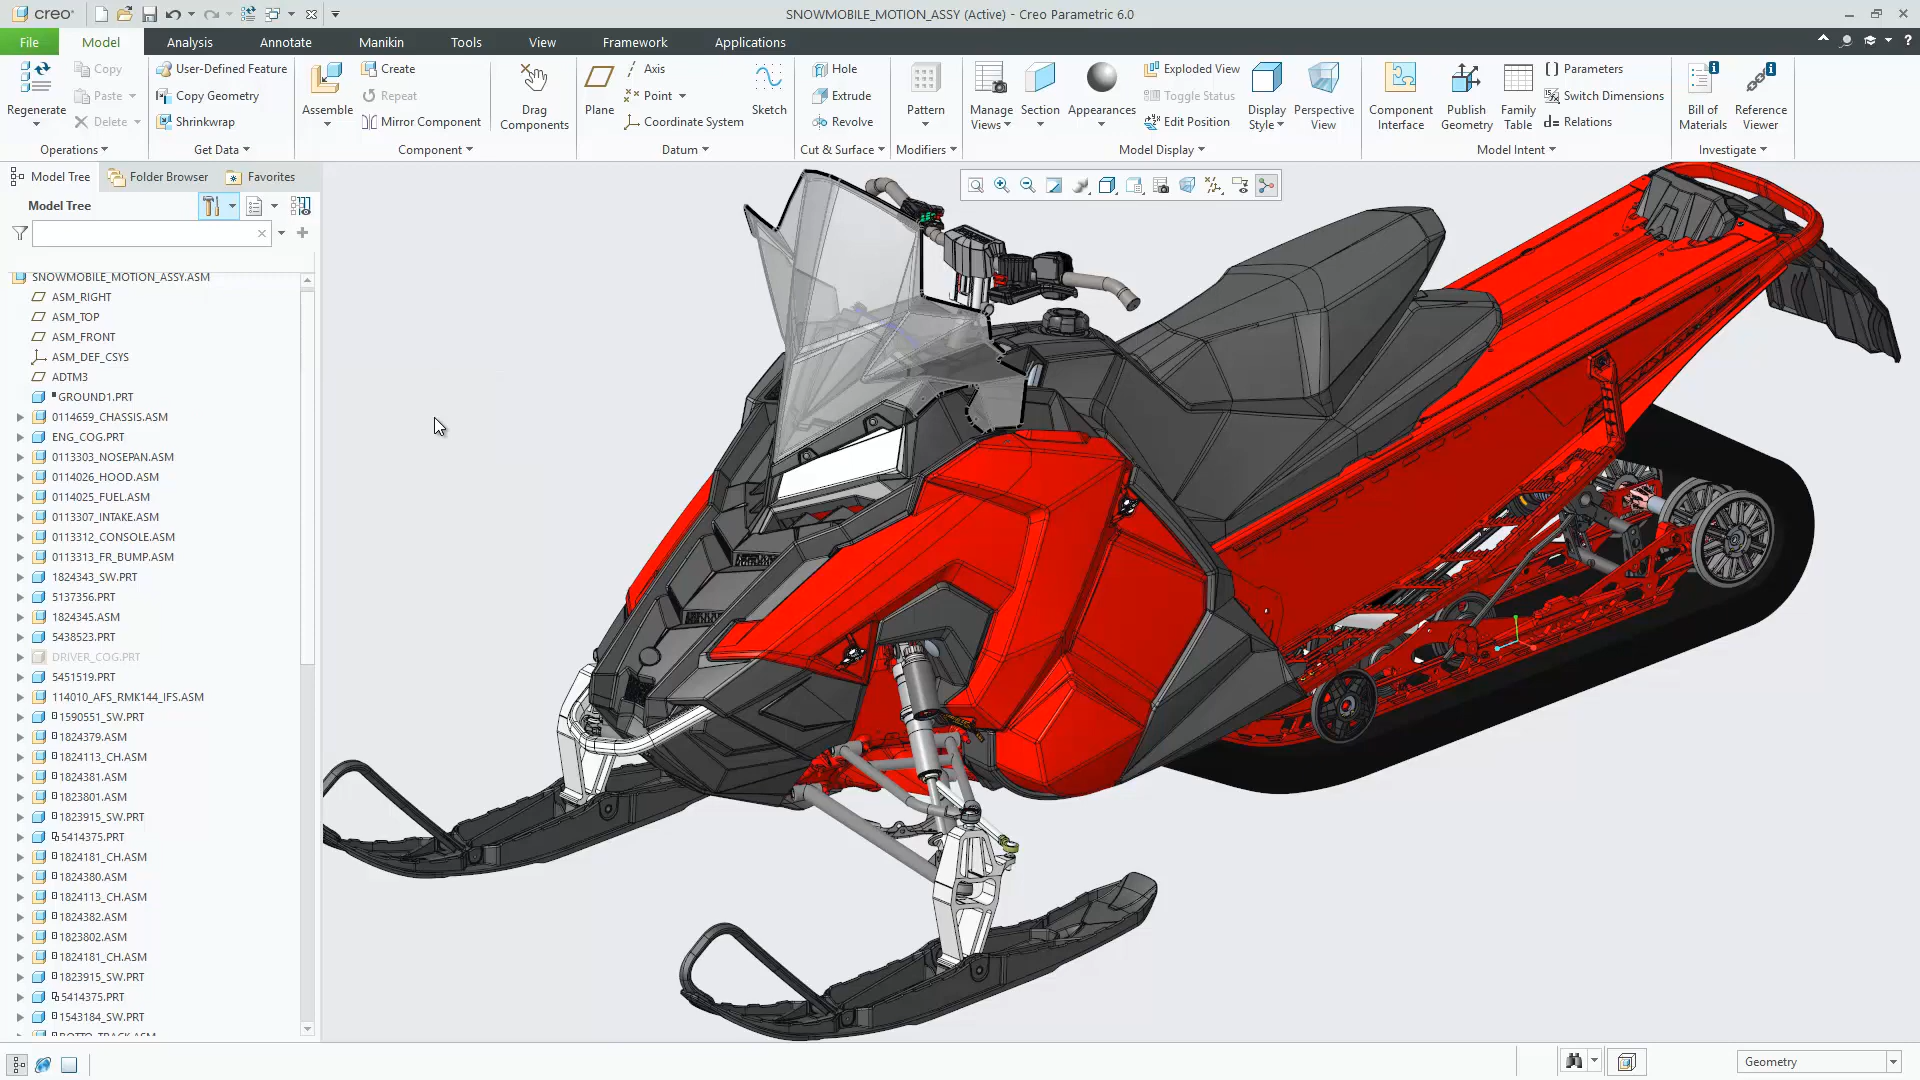 creo
SNOWMOBILE_MOTION_ASSY (Active) - Creo Parametric 6.0
File Model Analysis Annotate Manikin Tools View Framework Applications
Regenerate
Copy
Paste
Delete
Operations
User-Defined Feature
Copy Geometry
Shrinkwrap
Get Data
Assemble
Create
Repeat
Mirror Component
Component
Drag
Components
Plane
Axis
Point
Coordinate System
Sketch
Datum
Hole
Extrude
Revolve
Cut & Surface
Pattern
Modifiers
Manage
Views
Section
Appearances
Exploded View
Toggle Status
Edit Position
Display
Style
Perspective
View
Model Display
Component
Interface
Publish
Geometry
Family
Table
Parameters
Switch Dimensions
Relations
Model Intent
Bill of
Materials
Reference
Viewer
Investigate
Model Tree Folder Browser Favorites
Model Tree
SNOWMOBILE_MOTION_ASSY.ASM
ASM_RIGHT
ASM_TOP
ASM_FRONT
ASM_DEF_CSYS
ADTM3
GROUND1.PRT
0114659_CHASSIS.ASM
ENG_COG.PRT
0113303_NOSEPAN.ASM
0114026_HOOD.ASM
0114025_FUEL.ASM
0113307_INTAKE.ASM
0113312_CONSOLE.ASM
0113313_FR_BUMP.ASM
1824343_SW.PRT
5137356.PRT
1824345.ASM
5438523.PRT
DRIVER_COG.PRT
5451519.PRT
114010_AFS_RMK144_IFS.ASM
1590551_SW.PRT
1824379.ASM
1824113_CH.ASM
1824381.ASM
1823801.ASM
1823915_SW.PRT
5414375.PRT
1824181_CH.ASM
1824380.ASM
1824113_CH.ASM
1824382.ASM
1823802.ASM
1824181_CH.ASM
1823915_SW.PRT
5414375.PRT
1543184_SW.PRT
Geometry